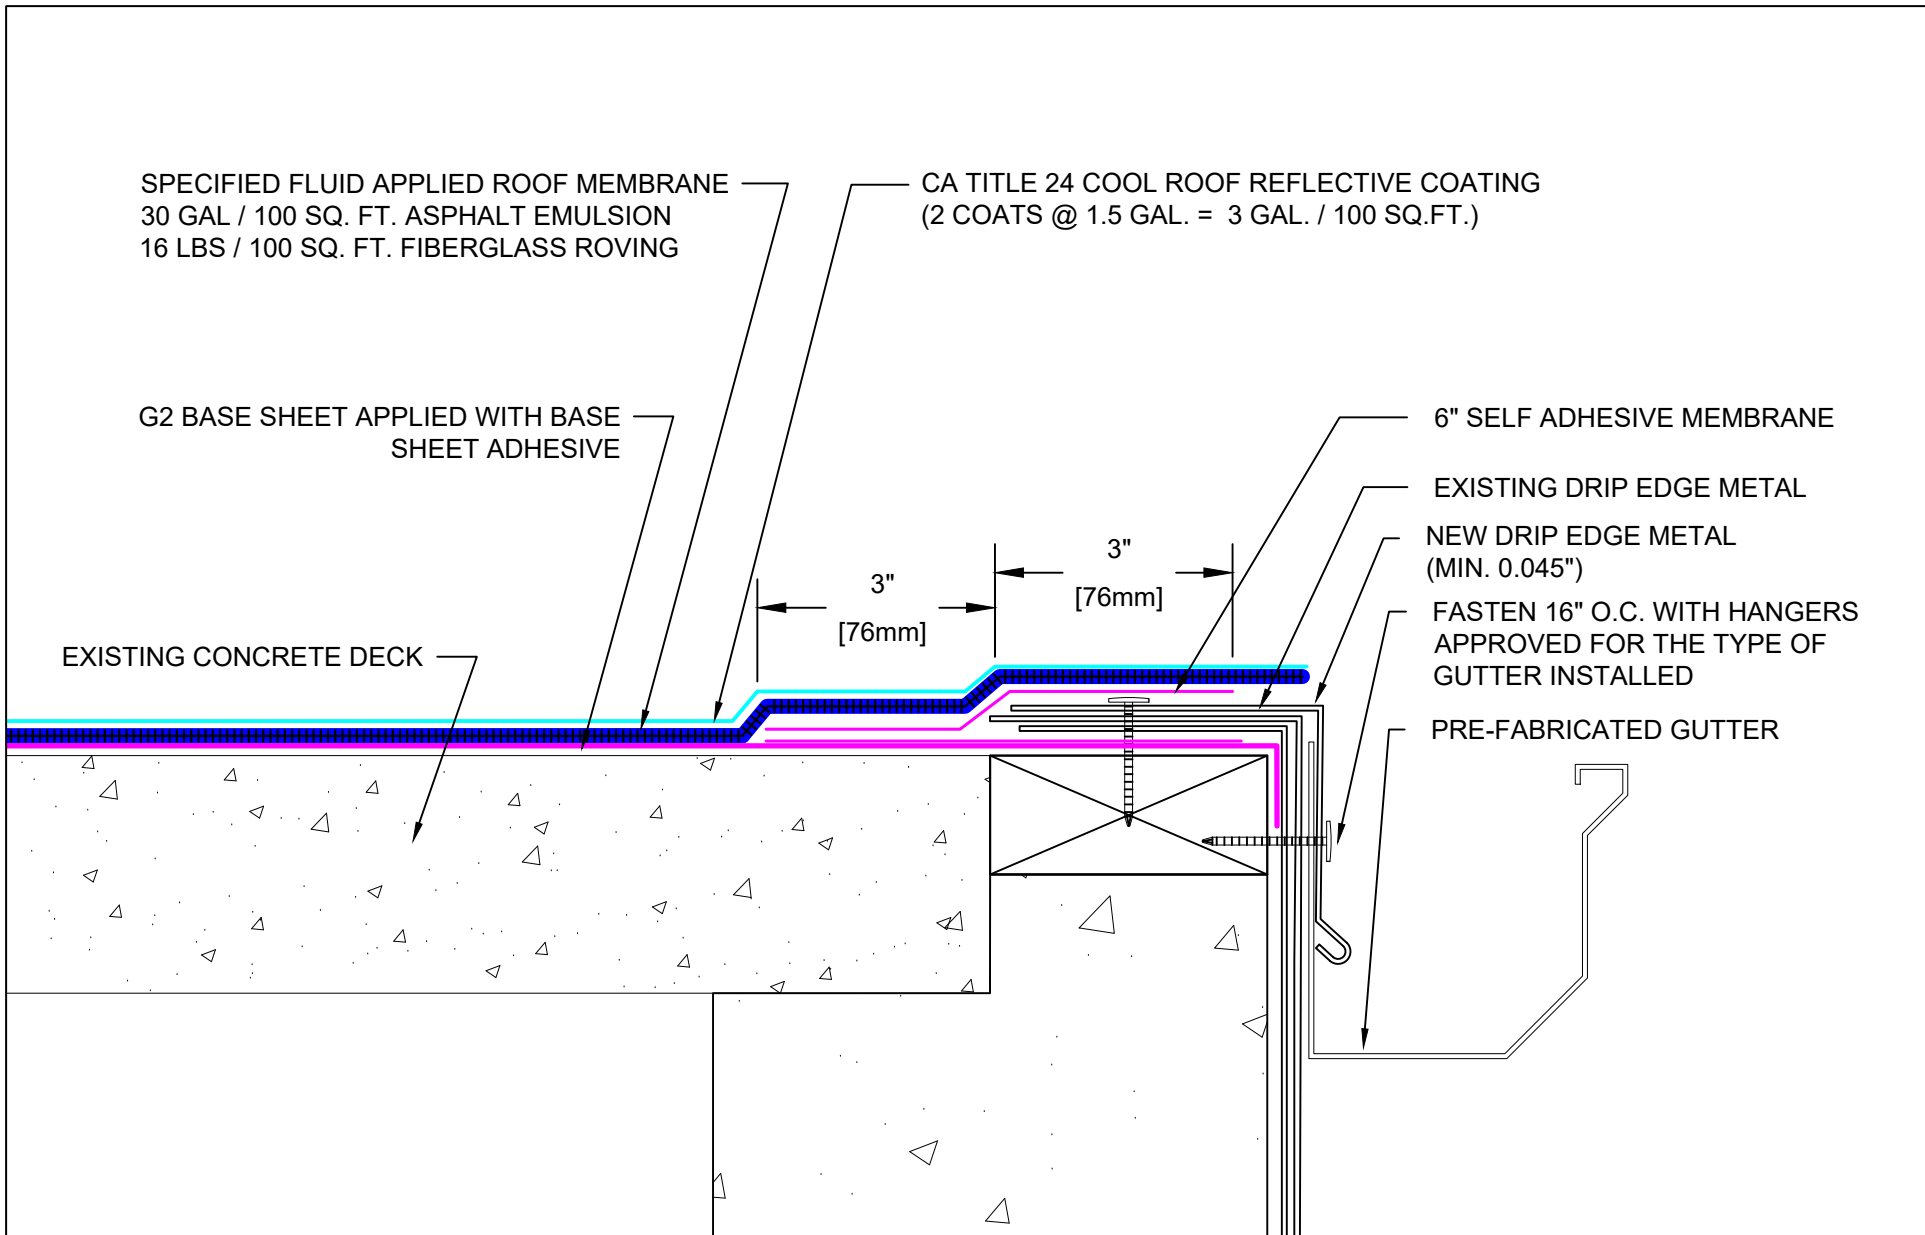 SPECIFIED FLUID APPLIED ROOF MEMBRANE
30 GAL / 100 SQ. FT. ASPHALT EMULSION
16 LBS / 100 SQ. FT. FIBERGLASS ROVING
CA TITLE 24 COOL ROOF REFLECTIVE COATING
(2 COATS @ 1.5 GAL. = 3 GAL. / 100 SQ.FT.)
G2 BASE SHEET APPLIED WITH BASE
SHEET ADHESIVE
6" SELF ADHESIVE MEMBRANE
EXISTING DRIP EDGE METAL
NEW DRIP EDGE METAL
(MIN. 0.045")
3"
[76mm]
3"
[76mm]
FASTEN 16" O.C. WITH HANGERS
APPROVED FOR THE TYPE OF
GUTTER INSTALLED
EXISTING CONCRETE DECK
PRE-FABRICATED GUTTER